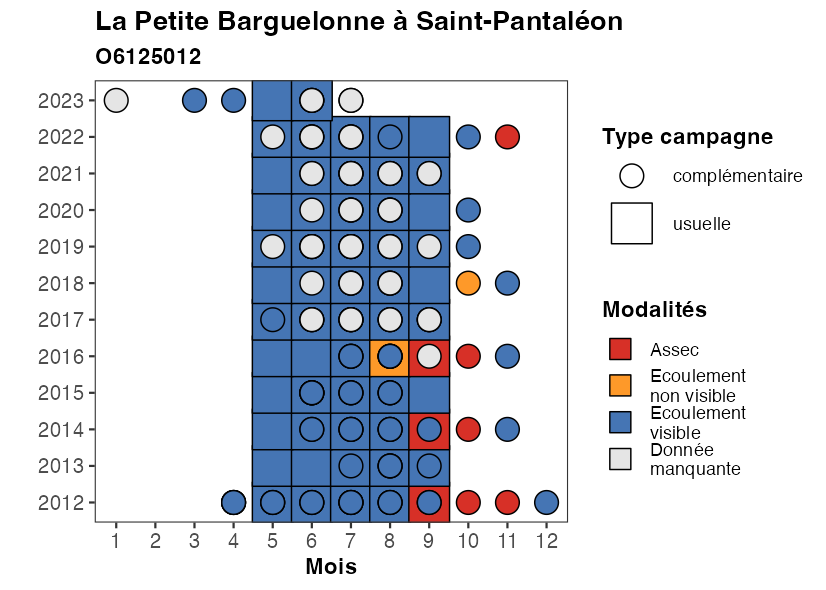 La Petite Barguelonne à Saint-Pantaléon
O6125012
2023
2022
2021
2020
2019
2018
2017
2016
2015
2014
2013
2012
1 2 3 4 5 6 7 8 9 10 11 12
Mois
Type campagne
complémentaire
usuelle
Modalités
Assec
Ecoulement
non visible
Ecoulement
visible
Donnée
manquante